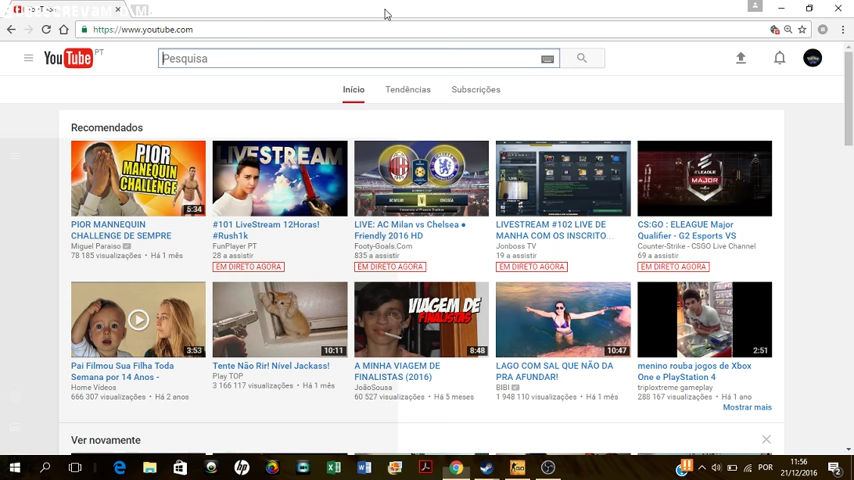 https://www.youtube.com
YouTube PT
Pesquisa
Início
Tendências
Subscrições
Recomendados
PIOR
MANEQUIN
CHALLENGE
5:34
LIVESTREAM
AC MILAN
CHELSEA
ELEAGUE
MAJOR
PIOR MANNEQUIN
CHALLENGE DE SEMPRE
Miguel Paraiso
78 185 visualizações • Há 1 mês
#101 LiveStream 12Horas!
#Rush1k
FunPlayer PT
28 a assistir
EM DIRETO AGORA
LIVE: AC Milan vs Chelsea ●
Friendly 2016 HD
Footy-Goals.Com
835 a assistir
EM DIRETO AGORA
LIVESTREAM #102 LIVE DE
MANHA COM OS INSCRITO...
Jonboss TV
19 a assistir
EM DIRETO AGORA
CS:GO : ELEAGUE Major
Qualifier - G2 Esports VS
Counter-Strike - CSGO Live Channel
69 a assistir
EM DIRETO AGORA
3:53
10:11
VIAGEM DE
FINALISTAS
8:48
10:47
2:51
Pai Filmou Sua Filha Toda
Semana por 14 Anos -
Home Vídeos
666 307 visualizações • Há 2 anos
Tente Não Rir! Nível Jackass!
Play TOP
3 166 117 visualizações • Há 1 mês
A MINHA VIAGEM DE
FINALISTAS (2016)
JoãoSousa
60 527 visualizações • Há 5 meses
LAGO COM SAL QUE NÃO DA
PRA AFUNDAR!
BIBI
1 948 110 visualizações • Há 1 mês
menino rouba jogos de Xbox
One e PlayStation 4
triploxtreme gameplay
288 167 visualizações • Há 1 ano
Mostrar mais
Ver novamente
POR
11:56
21/12/2016
2